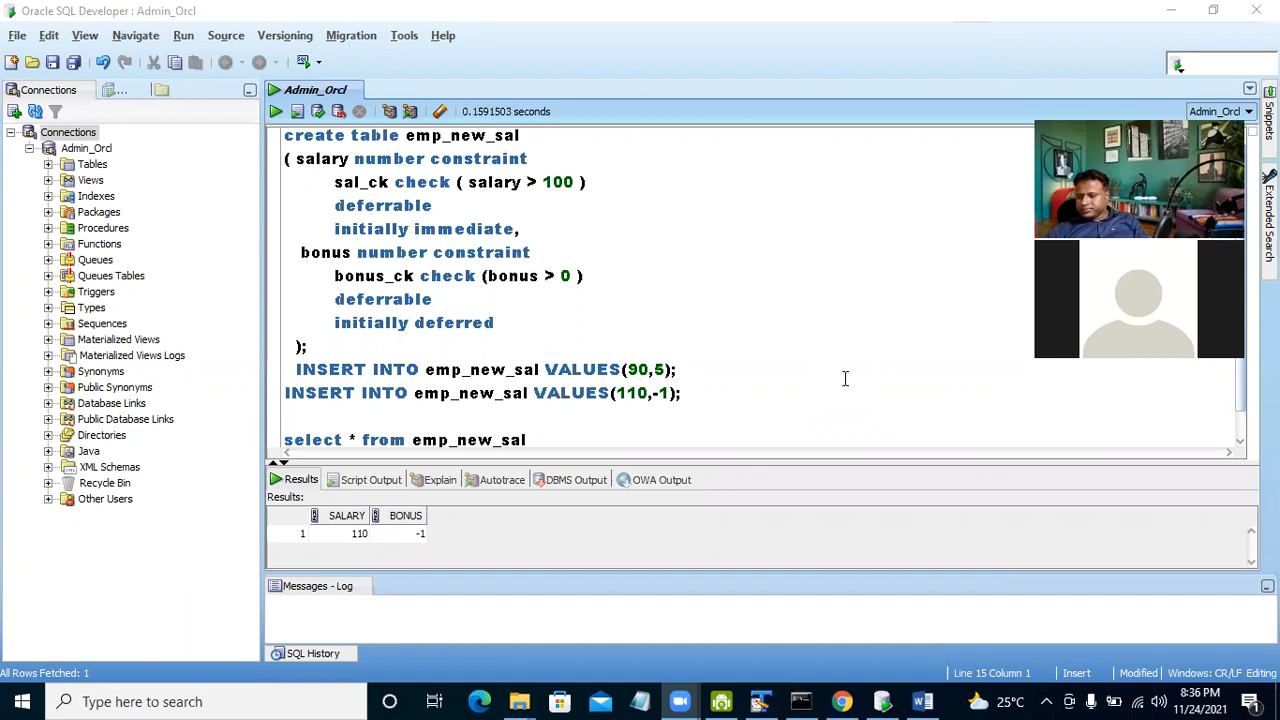 Oracle SQL Developer : Admin_Orcl
File Edit View Navigate Run Source Versioning Migration Tools Help
Connections ...
Admin_Orcl
0.1591503 seconds
Admin_Orcl
Connections
Admin_Orcl
Tables
Views
Indexes
Packages
Procedures
Functions
Queues
Queues Tables
Triggers
Types
Sequences
Materialized Views
Materialized Views Logs
Synonyms
Public Synonyms
Database Links
Public Database Links
Directories
Java
XML Schemas
Recycle Bin
Other Users
create table emp_new_sal
( salary number constraint
sal_ck check ( salary > 100 )
deferrable
initially immediate,
bonus number constraint
bonus_ck check (bonus > 0 )
deferrable
initially deferred
);
INSERT INTO emp_new_sal VALUES(90,5);
INSERT INTO emp_new_sal VALUES(110,-1);
select * from emp_new_sal
Snippets
Extended Search
Results Script Output Explain Autotrace DBMS Output OWA Output
Results:
SALARY BONUS
1 110 -1
Messages - Log
SQL History
All Rows Fetched: 1
Line 15 Column 1 Insert Modified Windows: CR/LF Editing
Type here to search
25°C
8:36 PM
11/24/2021